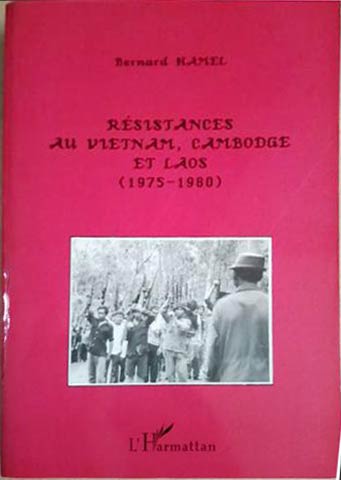 Bernard HAMEL
RÉSISTANCES
AU VIETNAM, CAMBODGE
ET LAOS
(1975-1980)
L'Harmattan